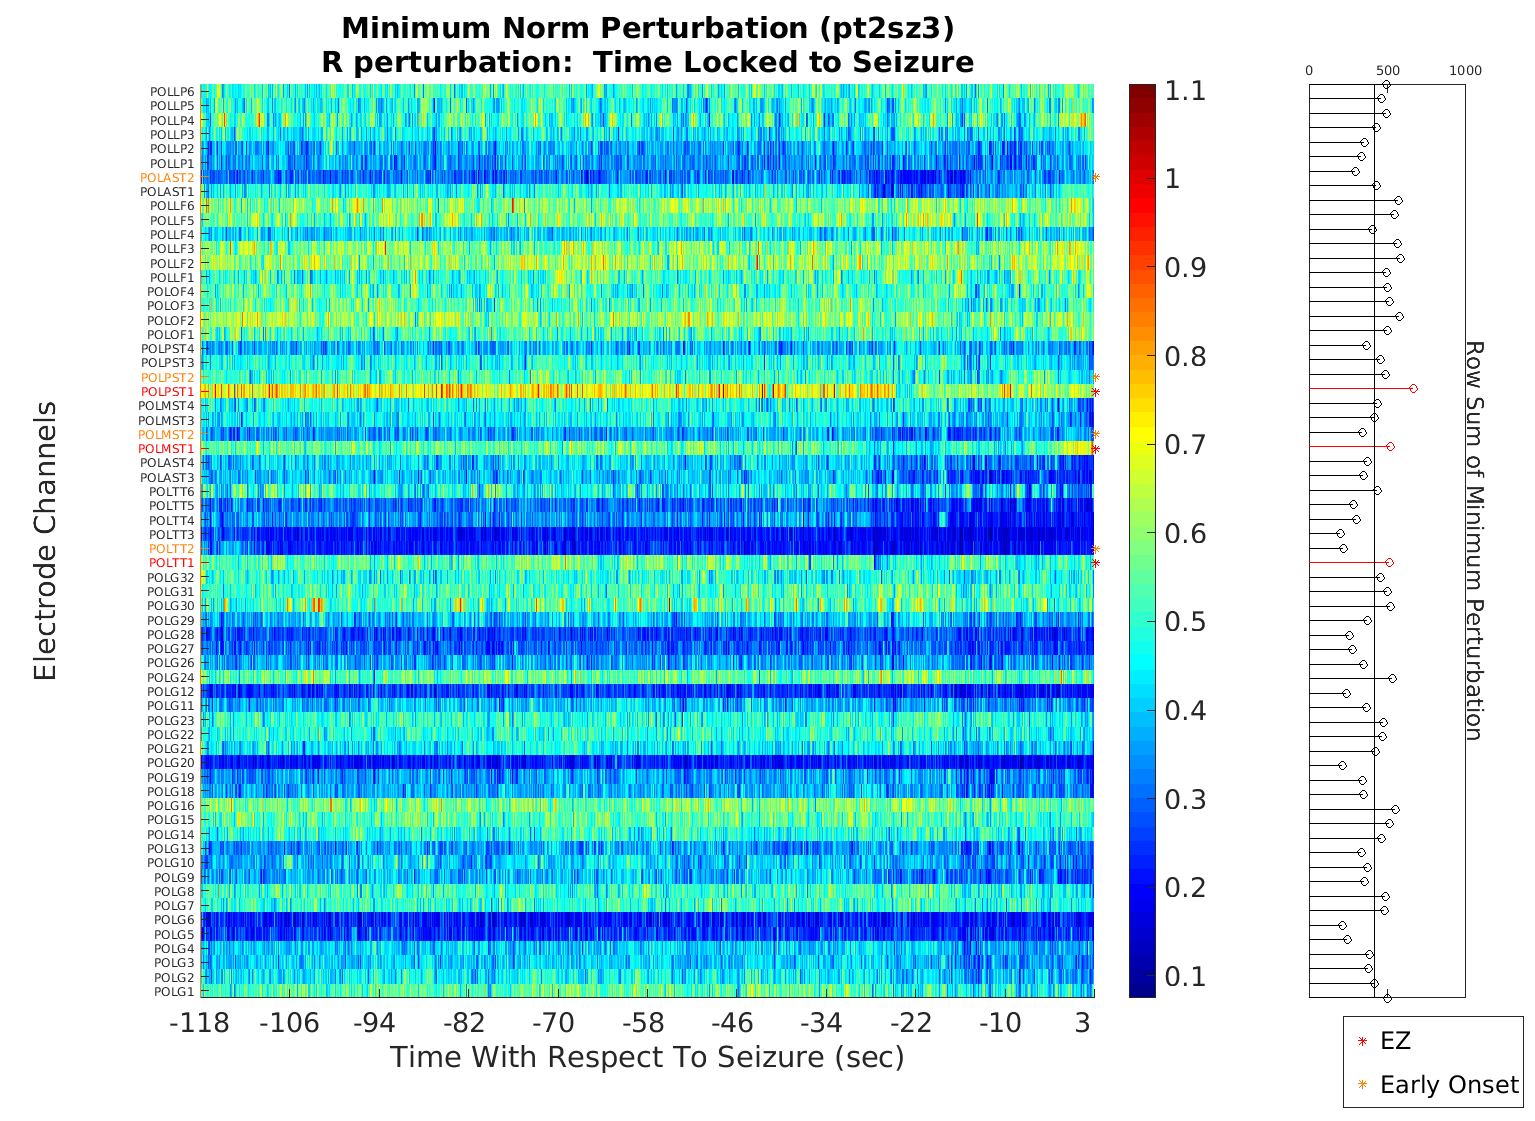 Minimum Norm Perturbation (pt2sz3)
R perturbation:  Time Locked to Seizure
Electrode Channels
POLLP6
POLLP5
POLLP4
POLLP3
POLLP2
POLLP1
POLAST2
POLAST1
POLLF6
POLLF5
POLLF4
POLLF3
POLLF2
POLLF1
POLOF4
POLOF3
POLOF2
POLOF1
POLPST4
POLPST3
POLPST2
POLPST1
POLMST4
POLMST3
POLMST2
POLMST1
POLAST4
POLAST3
POLTT6
POLTT5
POLTT4
POLTT3
POLTT2
POLTT1
POLG32
POLG31
POLG30
POLG29
POLG28
POLG27
POLG26
POLG24
POLG12
POLG11
POLG23
POLG22
POLG21
POLG20
POLG19
POLG18
POLG16
POLG15
POLG14
POLG13
POLG10
POLG9
POLG8
POLG7
POLG6
POLG5
POLG4
POLG3
POLG2
POLG1
-118 -106 -94 -82 -70 -58 -46 -34 -22 -10 3
Time With Respect To Seizure (sec)
1.1
1
0.9
0.8
0.7
0.6
0.5
0.4
0.3
0.2
0.1
0 500 1000
Row Sum of Minimum Perturbation
EZ
Early Onset